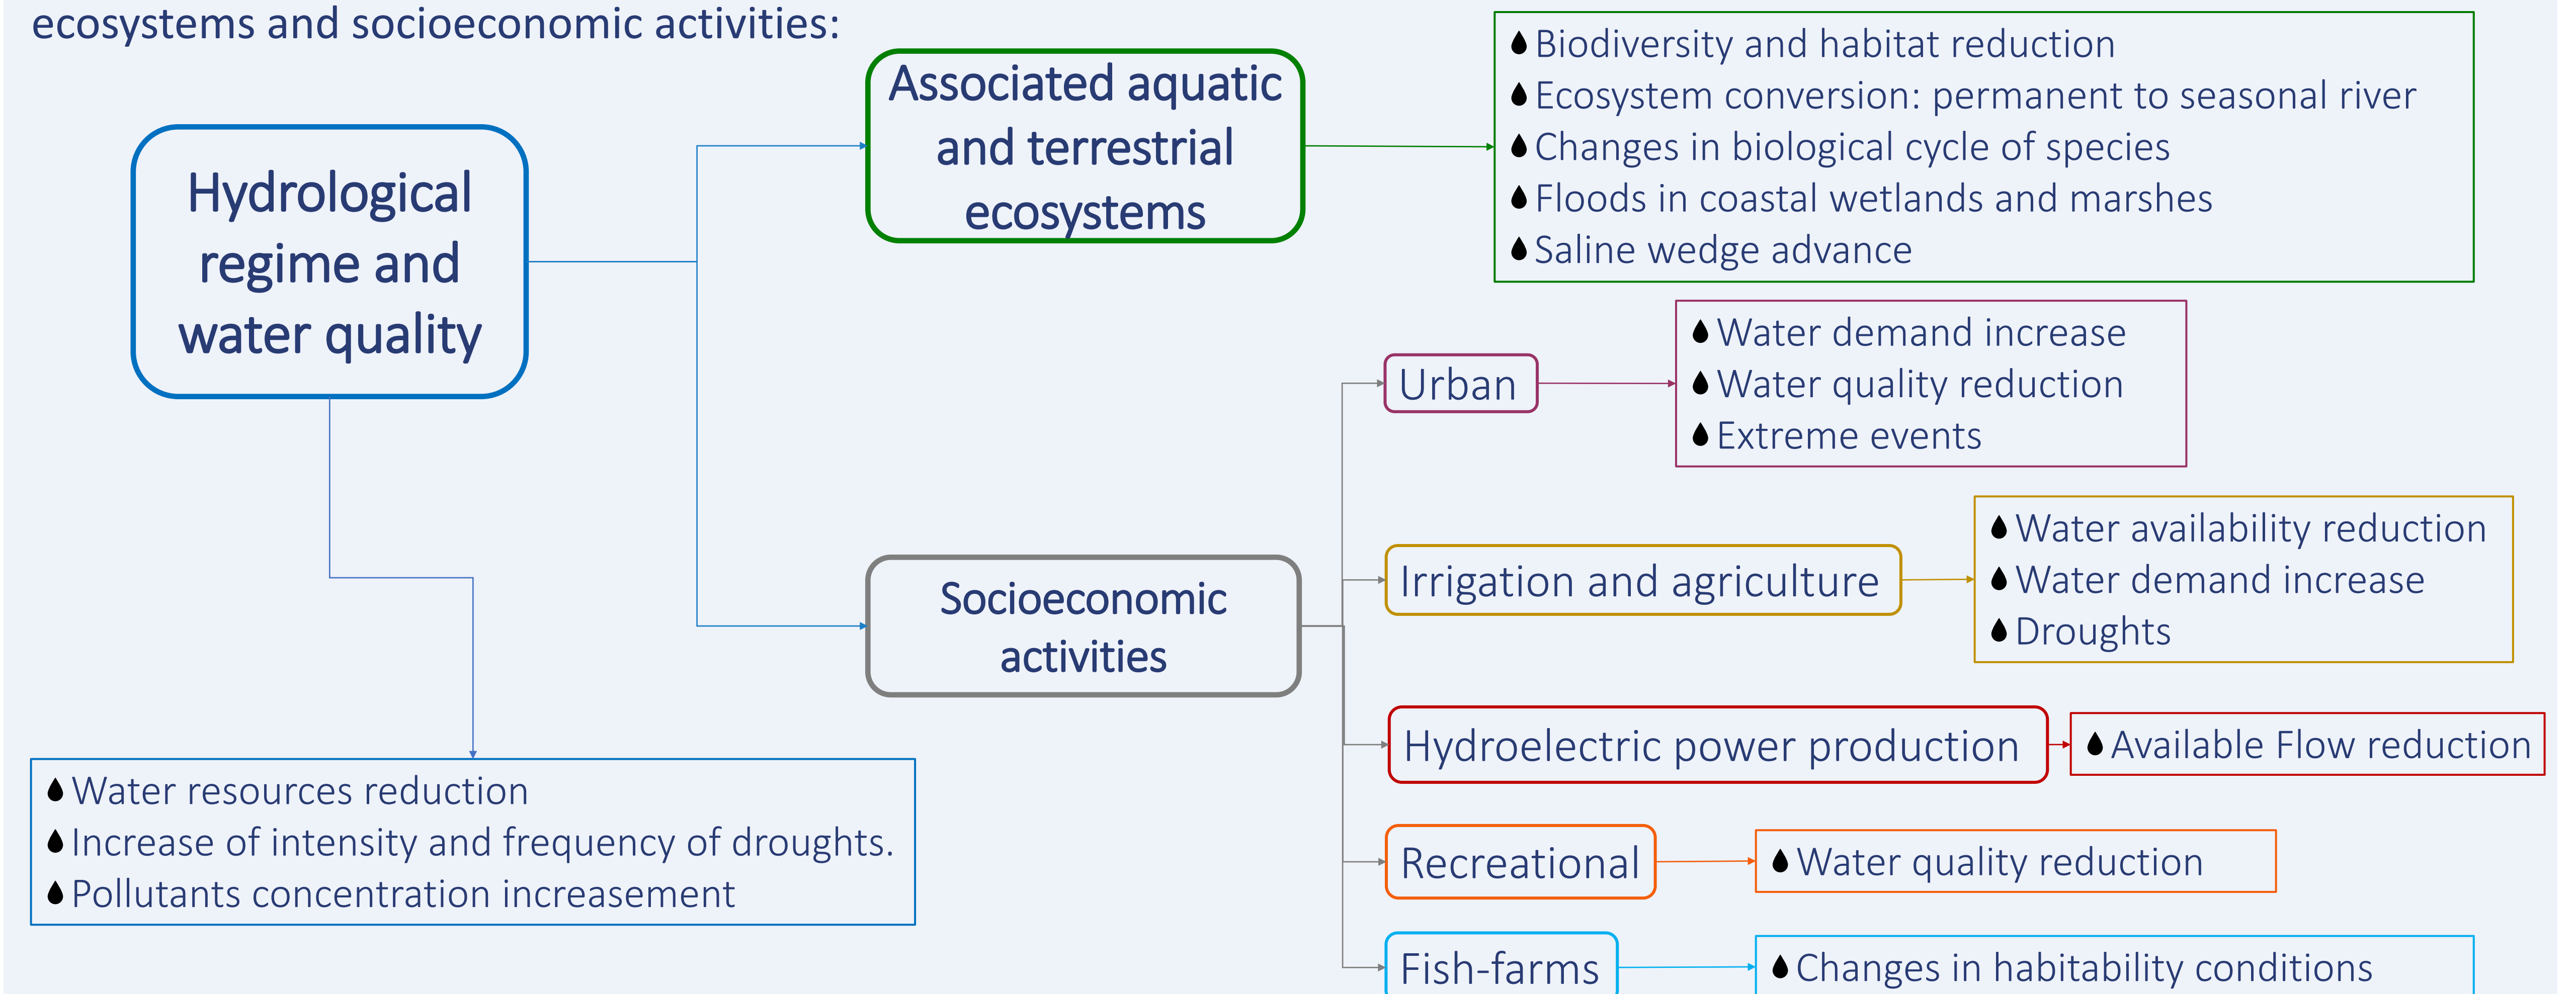 ecosystems and socioeconomic activities:
Hydrological
regime and
water quality
Associated aquatic
and terrestrial
ecosystems
Biodiversity and habitat reduction
Ecosystem conversion: permanent to seasonal river
Changes in biological cycle of species
Floods in coastal wetlands and marshes
Saline wedge advance
Socioeconomic
activities
Urban
Water demand increase
Water quality reduction
Extreme events
Irrigation and agriculture
Water availability reduction
Water demand increase
Droughts
Hydroelectric power production
Available Flow reduction
Recreational
Water quality reduction
Fish-farms
Changes in habitability conditions
Water resources reduction
Increase of intensity and frequency of droughts.
Pollutants concentration increasement